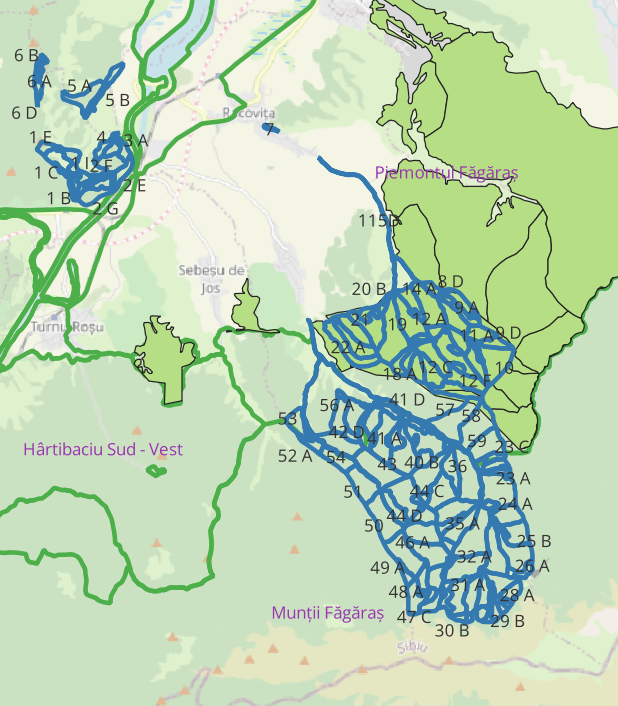 6 B
6 A
5 A
5 B
6 D
Racovița
7
4
3 A
1 E
1 I
2 F
1 C
2 E
1 B
2 G
Piemontul Făgăraș
115D
Sebeșu de
Jos
8 D
20 B
14 A
9 A
21
19
12 A
11 A
9 D
Turnu Roșu
22 A
18 A
12 C
12 F
10
56 A
41 D
57
58
53
42 D
41 A
59
23 C
Hârtibaciu Sud - Vest
52 A
54
43
40 B
36
23 A
51
44 C
24 A
50
44 D
35 A
46 A
25 B
49 A
32 A
26 A
48 A
31 A
28 A
Munții Făgăraș
47 C
30 B
29 B
Sibiu